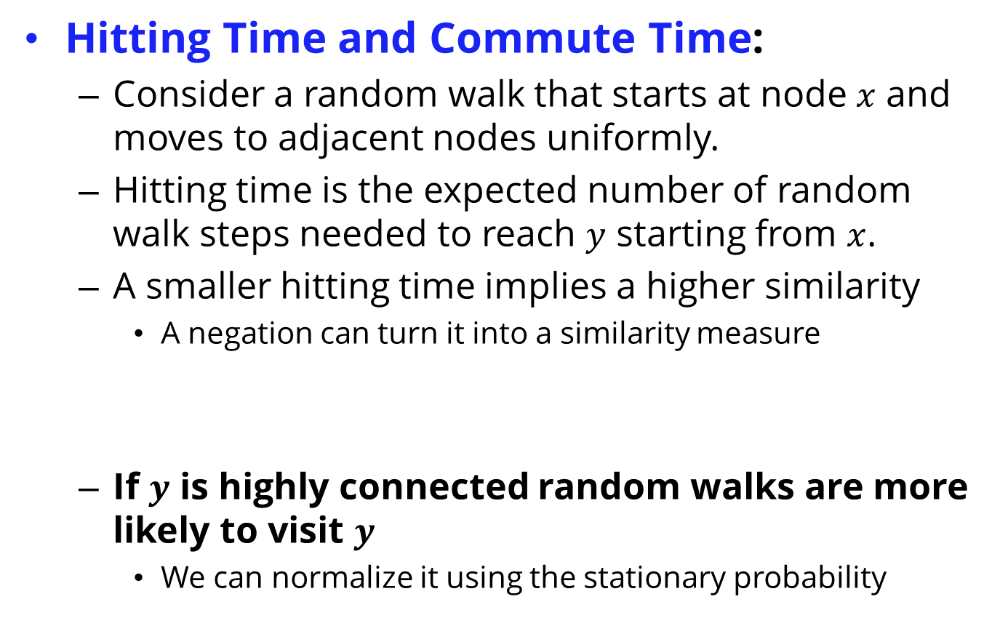 • Hitting Time and Commute Time:
– Consider a random walk that starts at node x and
moves to adjacent nodes uniformly.
– Hitting time is the expected number of random
walk steps needed to reach y starting from x.
– A smaller hitting time implies a higher similarity
• A negation can turn it into a similarity measure
– If y is highly connected random walks are more
likely to visit y
• We can normalize it using the stationary probability